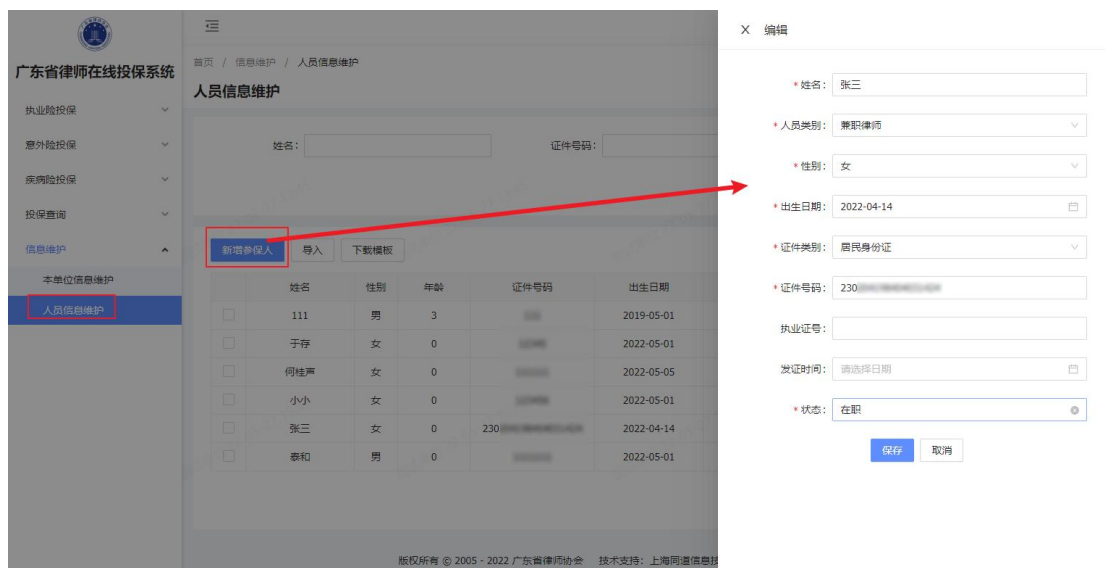 广东省律师在线投保系统
执业险投保
意外险投保
疾病险投保
投保查询
信息维护
本单位信息维护
人员信息维护
首页 / 信息维护 / 人员信息维护
人员信息维护
姓名：
证件号码：
新增参保人 导入 下载模板
姓名 性别 年龄 证件号码 出生日期
111 男 3 2019-05-01
于存 女 0 2022-05-01
何桂声 女 0 2022-05-05
小小 女 0 2022-05-01
张三 女 0 230 2022-04-14
泰和 男 0 2022-05-01
版权所有 © 2005 - 2022 广东省律师协会 技术支持：上海同道信息技
X 编辑
* 姓名： 张三
* 人员类别： 兼职律师
* 性别： 女
* 出生日期： 2022-04-14
* 证件类别： 居民身份证
* 证件号码： 230
执业证号：
发证时间： 请选择日期
* 状态： 在职
保存 取消